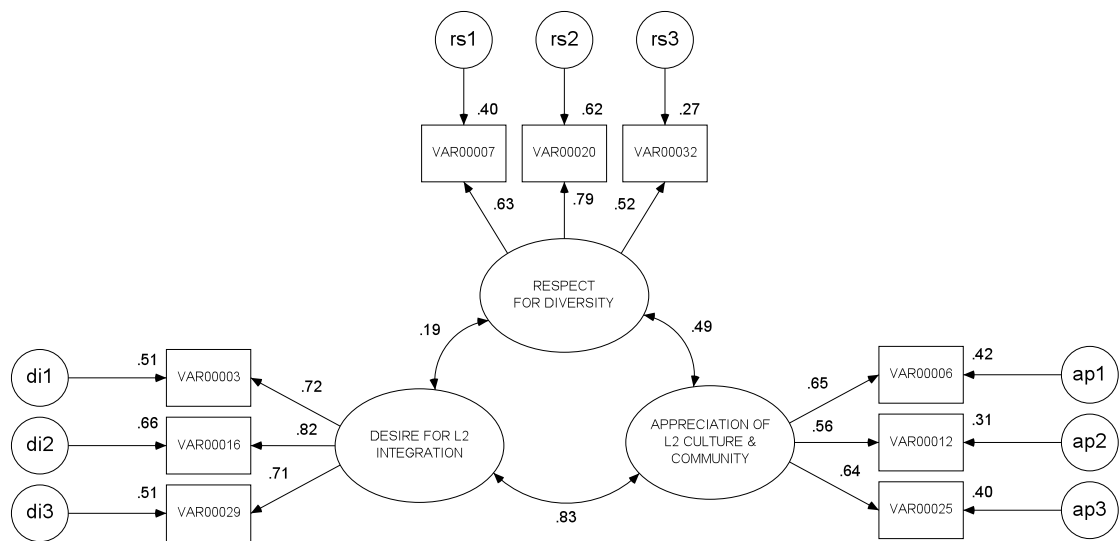 rs1 rs2 rs3
.40 .62 .27
VAR00007 VAR00020 VAR00032
.63 .79 .52
RESPECT
FOR DIVERSITY
.19 .49
di1 .51 VAR00003 .72
di2 .66 VAR00016 .82
di3 .51 VAR00029 .71
DESIRE FOR L2
INTEGRATION
.83
APPRECIATION OF
L2 CULTURE &
COMMUNITY
.65 VAR00006 .42 ap1
.56 VAR00012 .31 ap2
.64 VAR00025 .40 ap3